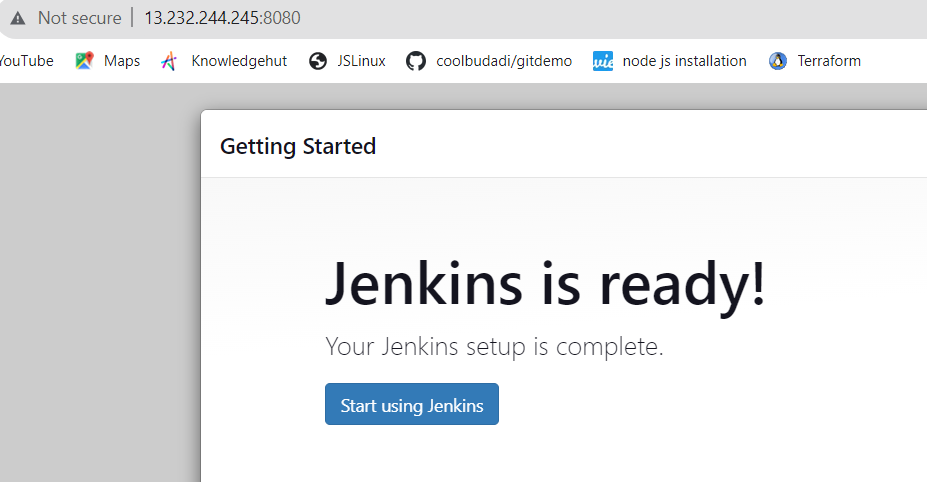 Not secure | 13.232.244.245:8080
YouTube Maps Knowledgehut JSLinux coolbudadi/gitdemo node js installation Terraform
Getting Started
Jenkins is ready!
Your Jenkins setup is complete.
Start using Jenkins